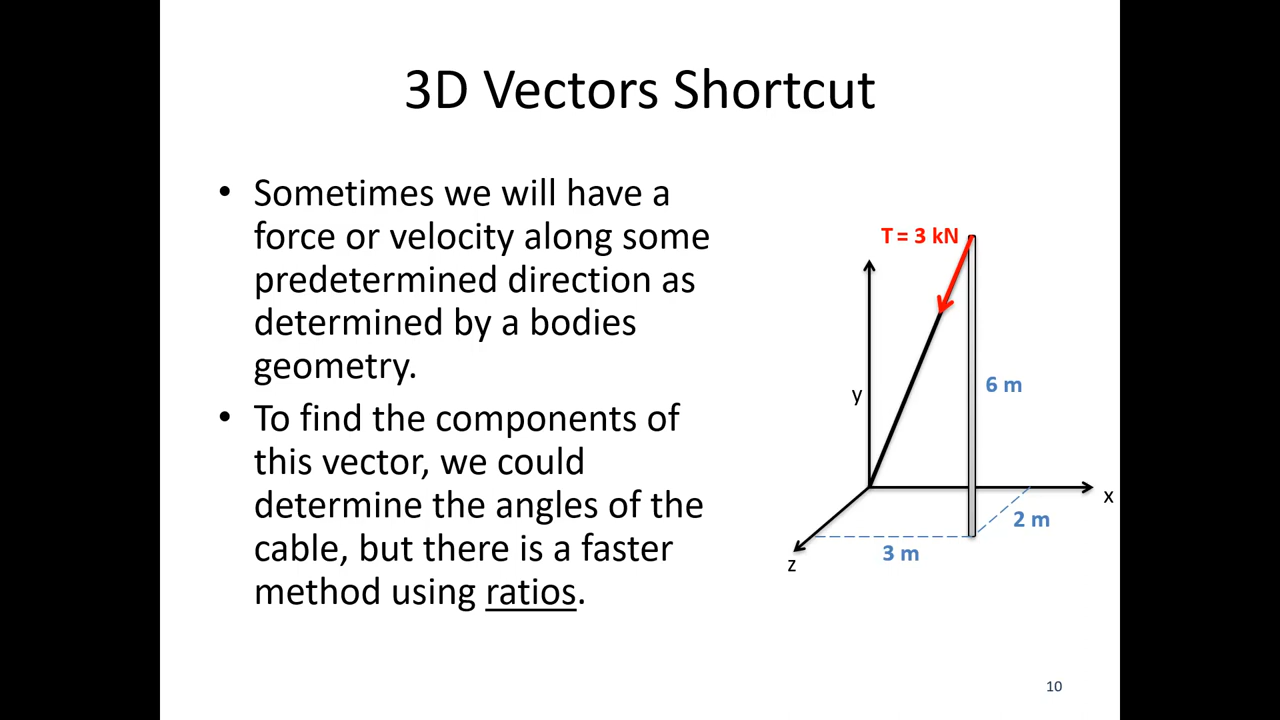 3D Vectors Shortcut
• Sometimes we will have a
force or velocity along some
predetermined direction as
determined by a bodies
geometry.
• To find the components of
this vector, we could
determine the angles of the
cable, but there is a faster
method using ratios.
T = 3 kN
6 m
y
x
2 m
3 m
z
10